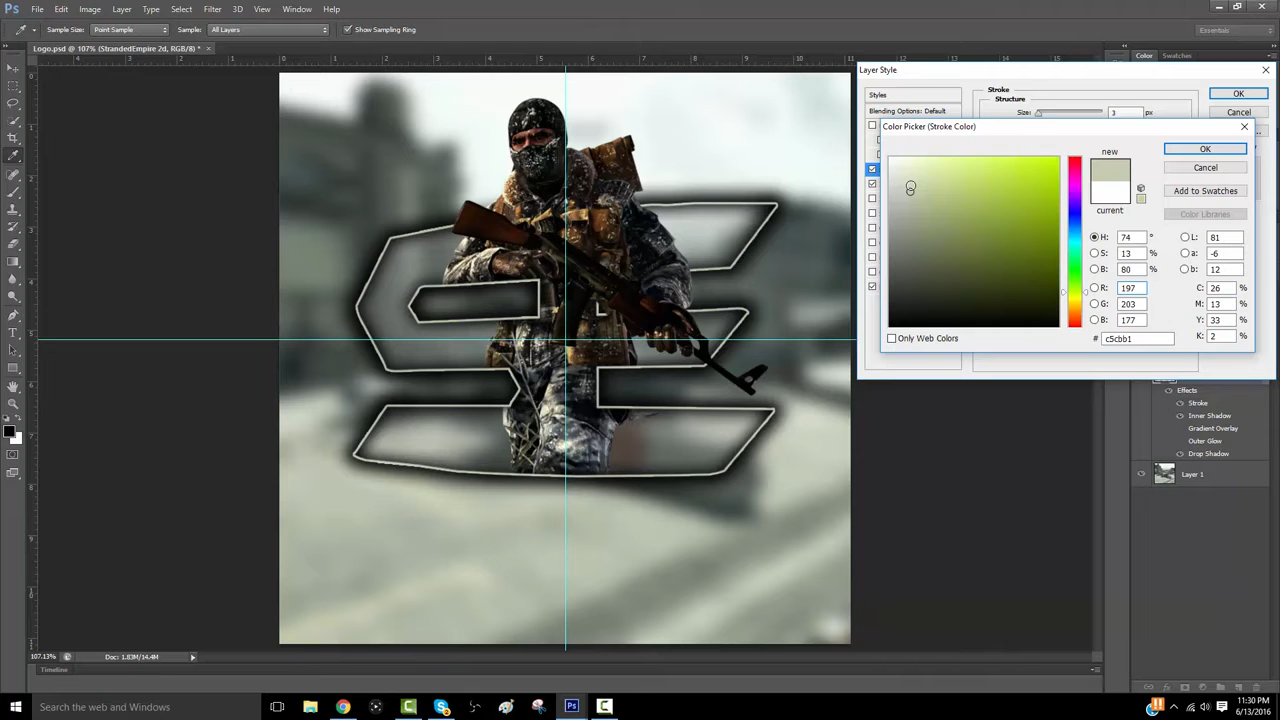 Ps File Edit Image Layer Type Select Filter 3D View Window Help
Sample Size: Point Sample Sample: All Layers Show Sampling Ring Essentials
Logo.psd @ 107% (StrandedEmpire 2d, RGB/8) * ×
Color Swatches
Layer Style
Styles
Blending Options: Default
Stroke
Structure
Size: 3 px
OK
Cancel
Color Picker (Stroke Color)
new
current
OK
Cancel
Add to Swatches
Color Libraries
H: 74 °
S: 13 %
B: 80 %
R: 197
G: 203
B: 177
L: 81
a: -6
b: 12
C: 26 %
M: 13 %
Y: 33 %
K: 2 %
Only Web Colors
# c5cbb1
Effects
Stroke
Inner Shadow
Gradient Overlay
Outer Glow
Drop Shadow
Layer 1
107.13% Doc: 1.83M/14.4M
Timeline
Search the web and Windows
11:30 PM
6/13/2016